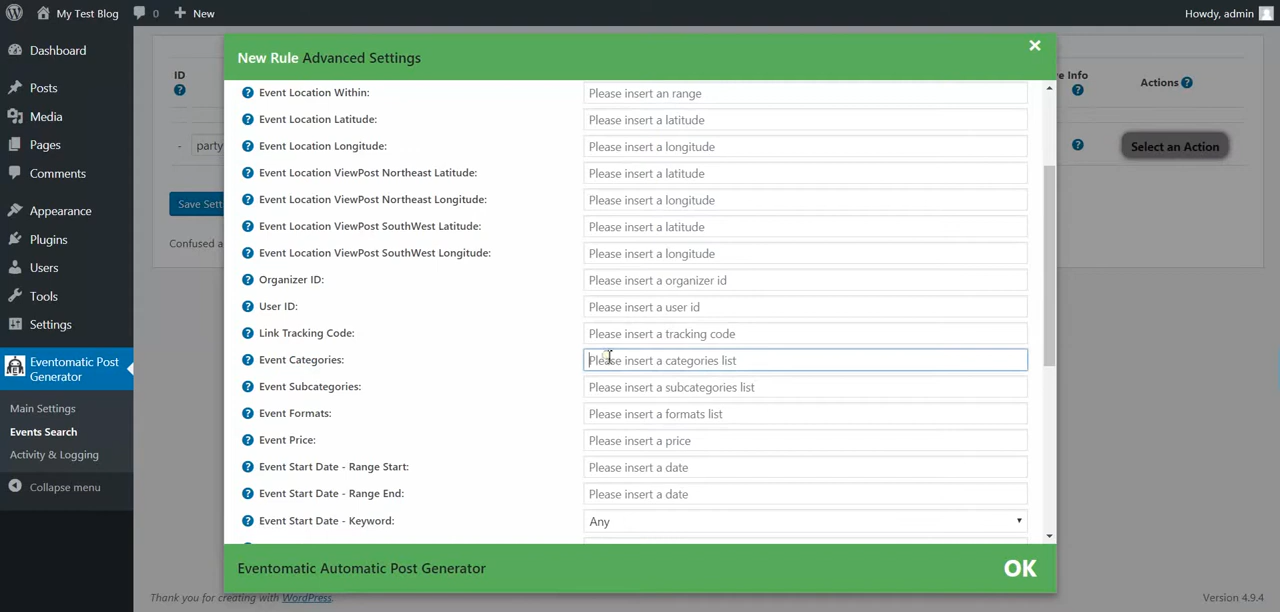 My Test Blog 0 New Howdy, admin
Dashboard
Posts
Media
Pages
Comments
Appearance
Plugins
Users
Tools
Settings
Eventomatic Post
Generator
Main Settings
Events Search
Activity & Logging
Collapse menu
ID
Info
Actions
- party
Select an Action
Confused a
New Rule Advanced Settings
Event Location Within: Please insert an range
Event Location Latitude: Please insert a latitude
Event Location Longitude: Please insert a longitude
Event Location ViewPost Northeast Latitude: Please insert a latitude
Event Location ViewPost Northeast Longitude: Please insert a longitude
Event Location ViewPost SouthWest Latitude: Please insert a latitude
Event Location ViewPost SouthWest Longitude: Please insert a longitude
Organizer ID: Please insert a organizer id
User ID: Please insert a user id
Link Tracking Code: Please insert a tracking code
Event Categories: Please insert a categories list
Event Subcategories: Please insert a subcategories list
Event Formats: Please insert a formats list
Event Price: Please insert a price
Event Start Date - Range Start: Please insert a date
Event Start Date - Range End: Please insert a date
Event Start Date - Keyword: Any
Eventomatic Automatic Post Generator OK
Thank you for creating with WordPress. Version 4.9.4